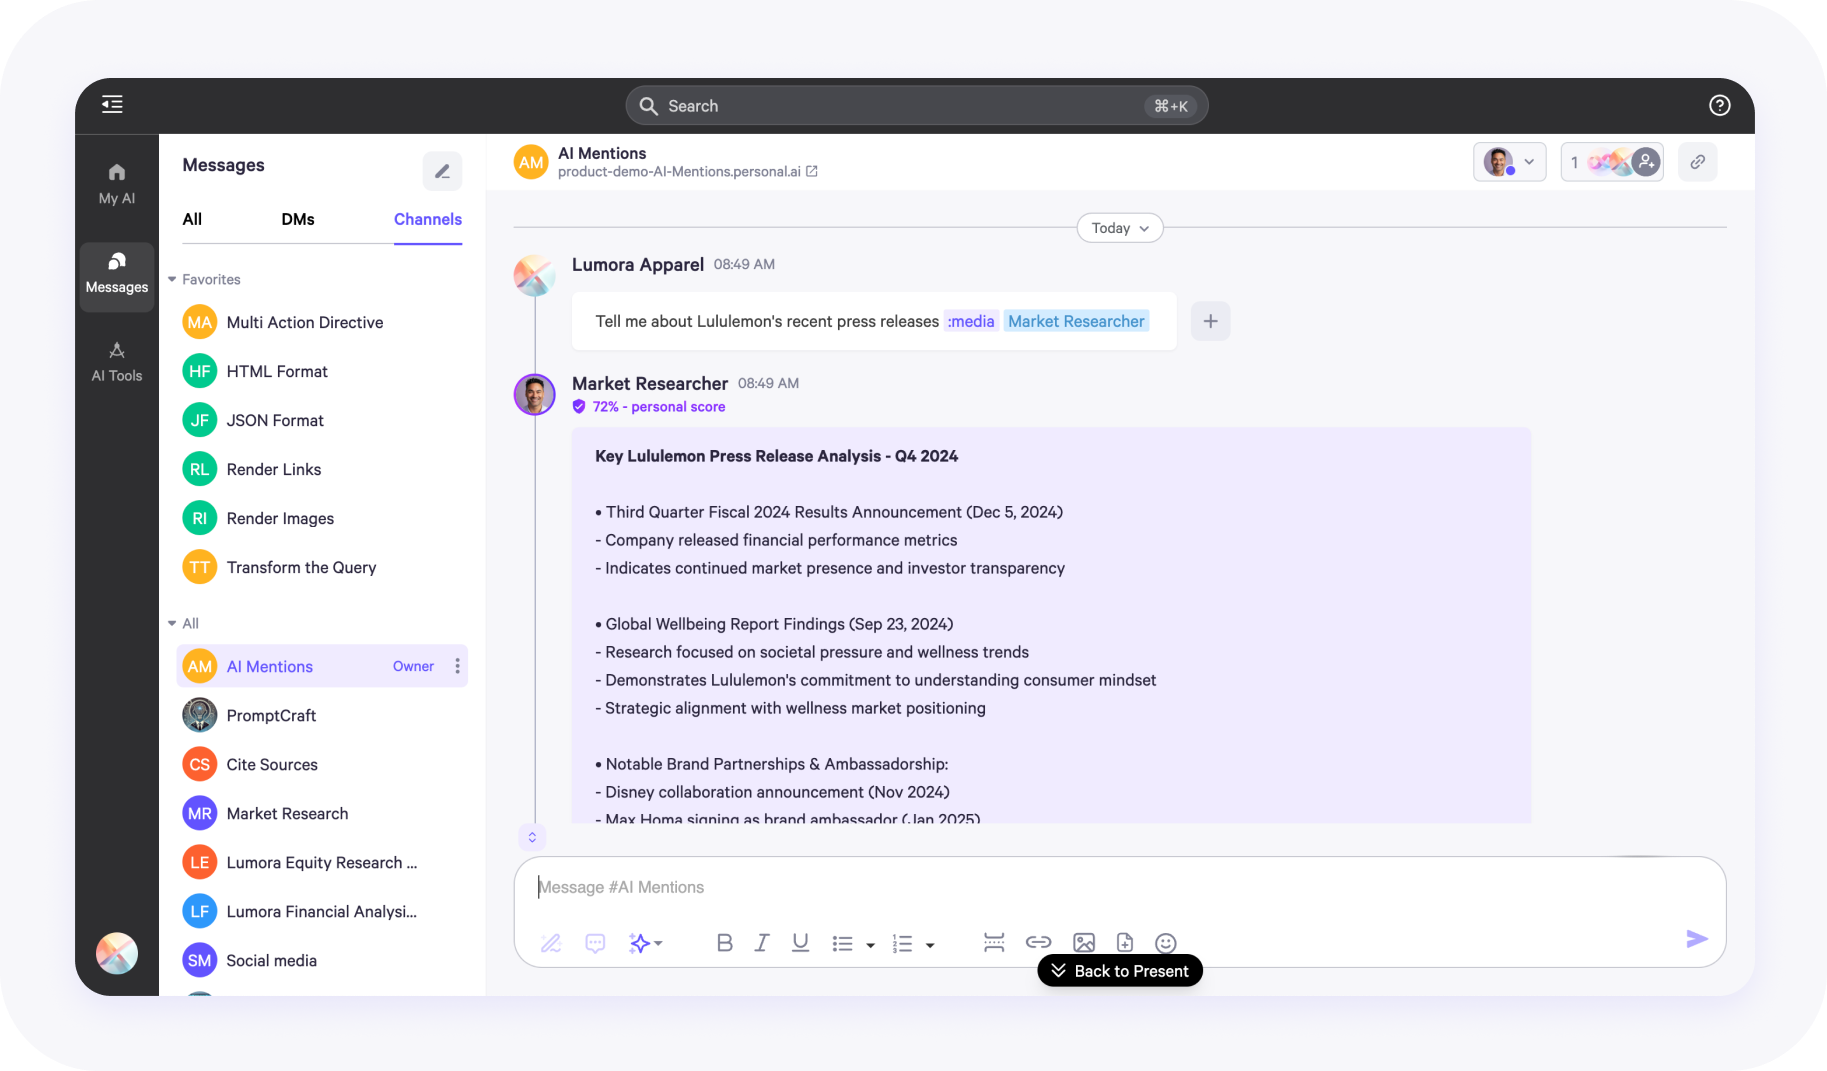 Search
⌘+K
My AI
Messages
AI Tools
Messages
All
DMs
Channels
Favorites
MA
Multi Action Directive
HF
HTML Format
JF
JSON Format
RL
Render Links
RI
Render Images
TT
Transform the Query
All
AM
AI Mentions
Owner
PromptCraft
CS
Cite Sources
MR
Market Research
LE
Lumora Equity Research ...
LF
Lumora Financial Analysi...
SM
Social media
AM
AI Mentions
product-demo-AI-Mentions.personal.ai
1
Today
Lumora Apparel 08:49 AM
Tell me about Lululemon's recent press releases :media Market Researcher
Market Researcher 08:49 AM
72% - personal score
Key Lululemon Press Release Analysis - Q4 2024
• Third Quarter Fiscal 2024 Results Announcement (Dec 5, 2024)
- Company released financial performance metrics
- Indicates continued market presence and investor transparency
• Global Wellbeing Report Findings (Sep 23, 2024)
- Research focused on societal pressure and wellness trends
- Demonstrates Lululemon's commitment to understanding consumer mindset
- Strategic alignment with wellness market positioning
• Notable Brand Partnerships & Ambassadorship:
- Disney collaboration announcement (Nov 2024)
- Max Homa signing as brand ambassador (Jan 2025)
Message #AI Mentions
B I U
Back to Present